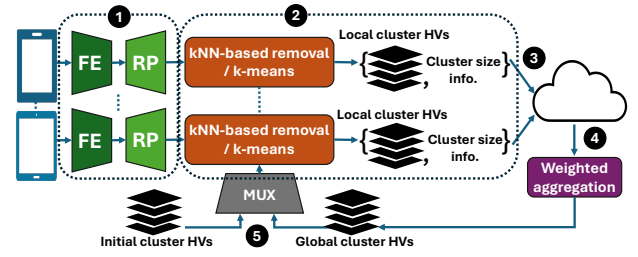 1
2
Local cluster HVs
FE
RP
kNN-based removal
/ k-means
{
,
Cluster size
info.
}
3
Local cluster HVs
FE
RP
kNN-based removal
/ k-means
{
,
Cluster size
info.
}
4
Weighted
aggregation
MUX
Initial cluster HVs
5
Global cluster HVs